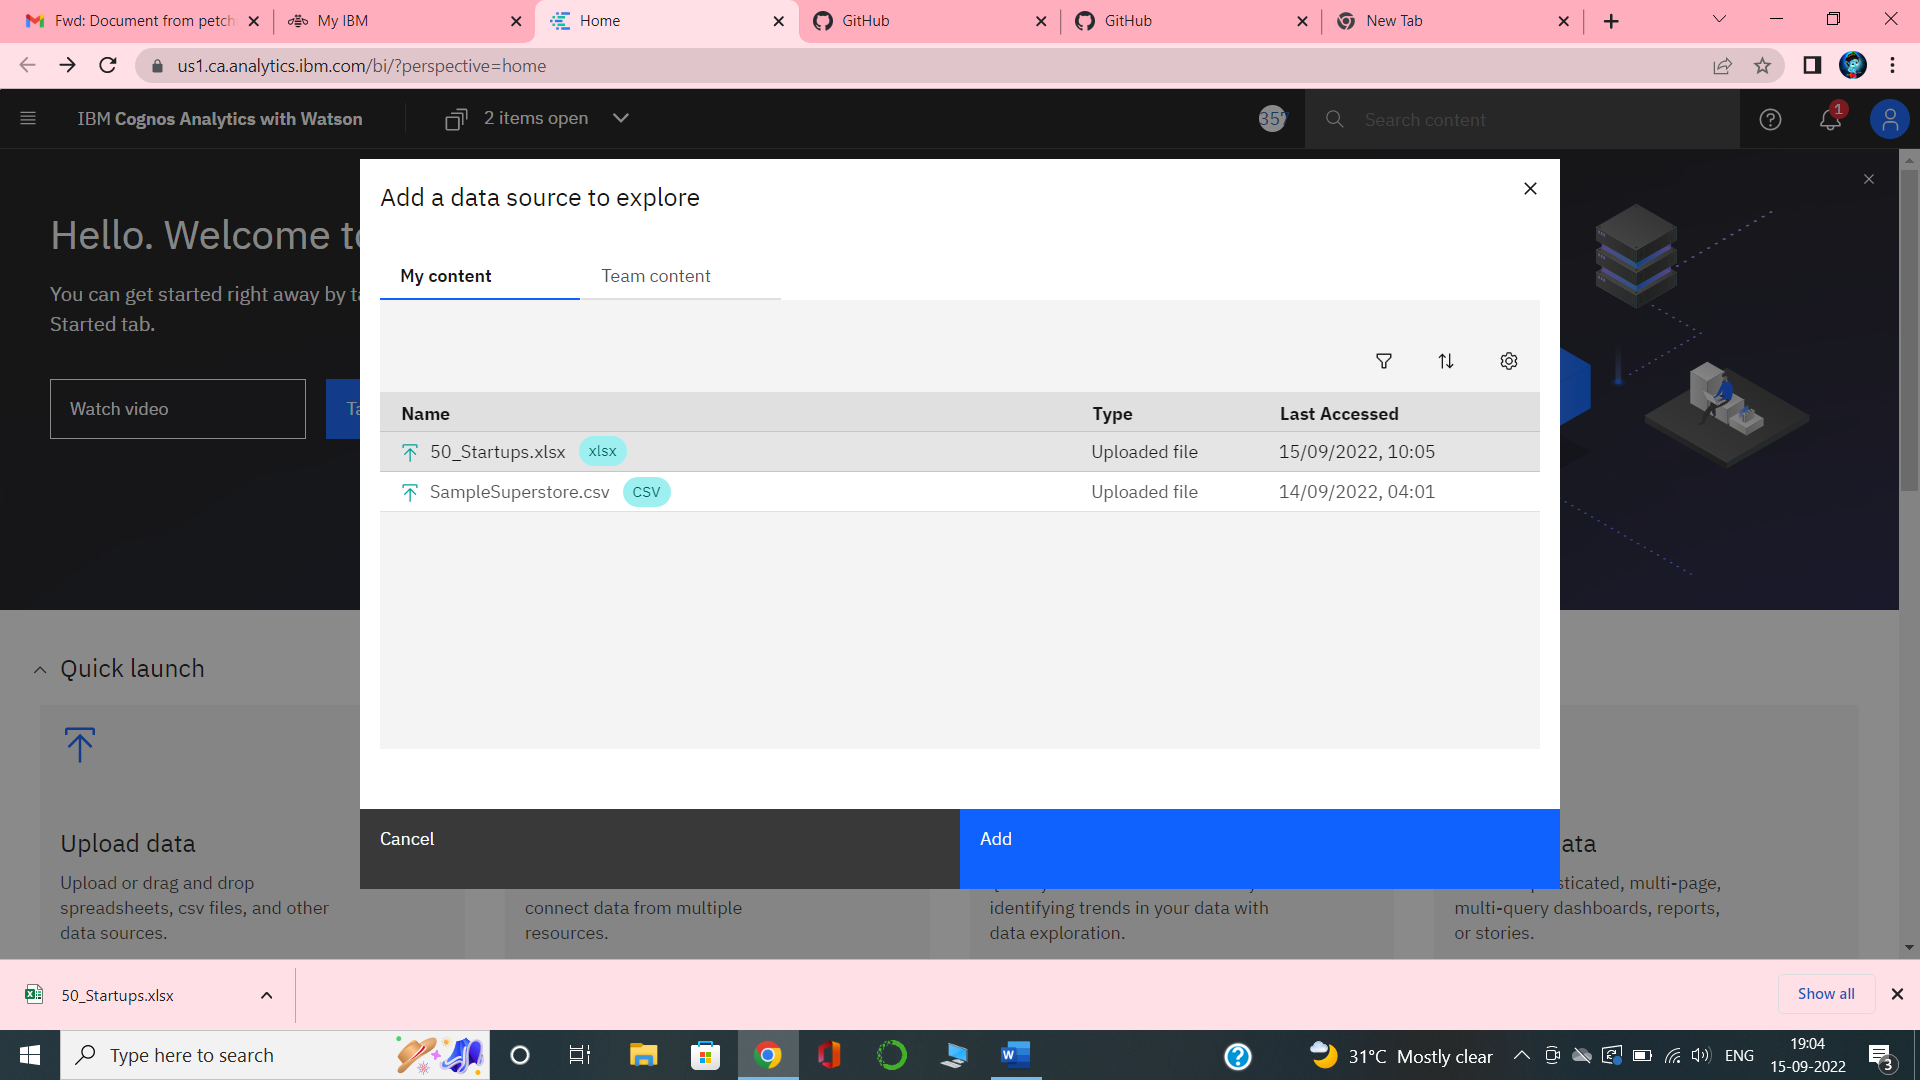 Fwd: Document from petch
My IBM
Home
GitHub
GitHub
New Tab
us1.ca.analytics.ibm.com/bi/?perspective=home
IBM Cognos Analytics with Watson
2 items open
357
Search content
1
Hello. Welcome to
You can get started right away by ta
Started tab.
Watch video
Ta
Add a data source to explore
My content
Team content
Name Type Last Accessed
50_Startups.xlsx xlsx Uploaded file 15/09/2022, 10:05
SampleSuperstore.csv CSV Uploaded file 14/09/2022, 04:01
Cancel
Add
Quick launch
Upload data
Upload or drag and drop
spreadsheets, csv files, and other
data sources.
connect data from multiple
resources.
identifying trends in your data with
data exploration.
ata
sticated, multi-page,
multi-query dashboards, reports,
or stories.
50_Startups.xlsx
Show all
Type here to search
31°C Mostly clear
ENG
19:04
15-09-2022
3